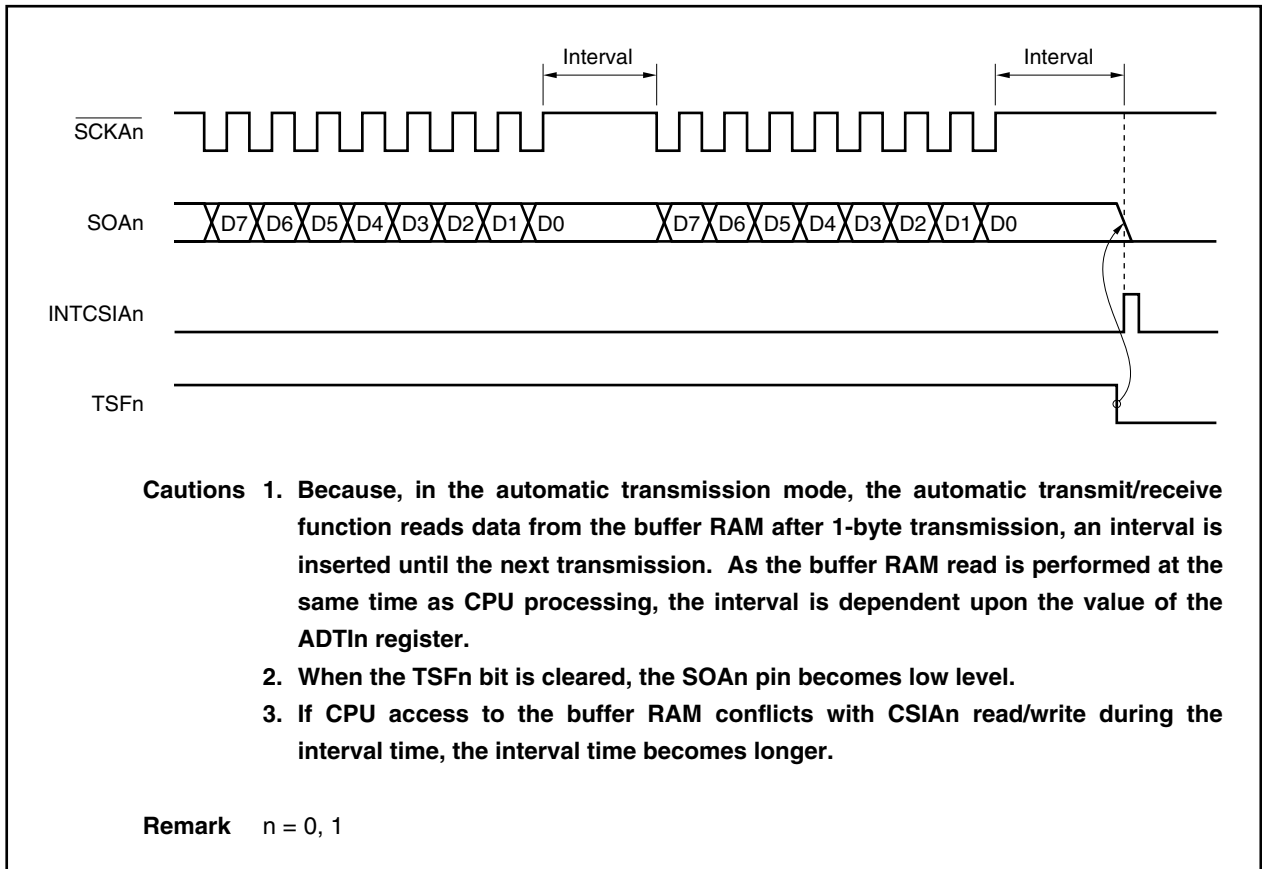 Interval Interval
SCKAn
SOAn D7 D6 D5 D4 D3 D2 D1 D0 D7 D6 D5 D4 D3 D2 D1 D0
INTCSIAn
TSFn
Cautions 1. Because, in the automatic transmission mode, the automatic transmit/receive
function reads data from the buffer RAM after 1-byte transmission, an interval is
inserted until the next transmission. As the buffer RAM read is performed at the
same time as CPU processing, the interval is dependent upon the value of the
ADTIn register.
2. When the TSFn bit is cleared, the SOAn pin becomes low level.
3. If CPU access to the buffer RAM conflicts with CSIAn read/write during the
interval time, the interval time becomes longer.
Remark n = 0, 1